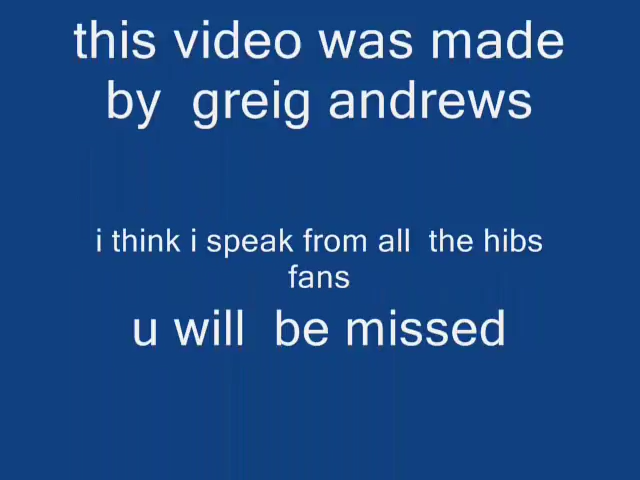 this video was made
by greig andrews
i think i speak from all the hibs
fans
u will be missed